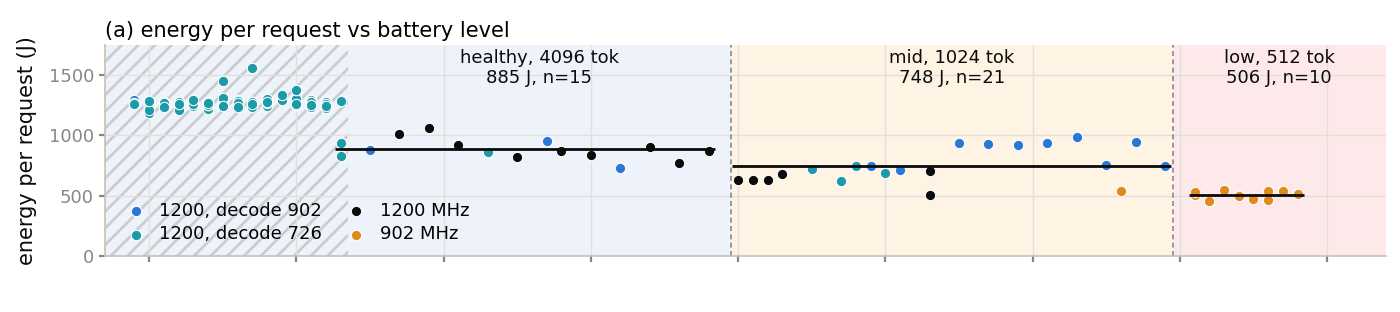 (a) energy per request vs battery level
energy per request (J)
1500
1000
500
0
healthy, 4096 tok
885 J, n=15
mid, 1024 tok
748 J, n=21
low, 512 tok
506 J, n=10
1200, decode 902
1200, decode 726
1200 MHz
902 MHz